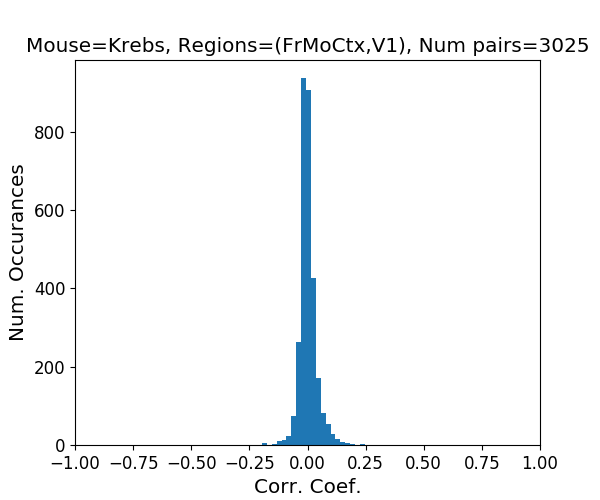 Mouse=Krebs, Regions=(FrMoCtx,V1), Num pairs=3025
Num. Occurances
800
600
400
200
0
−1.00 −0.75 −0.50 −0.25 0.00 0.25 0.50 0.75 1.00
Corr. Coef.